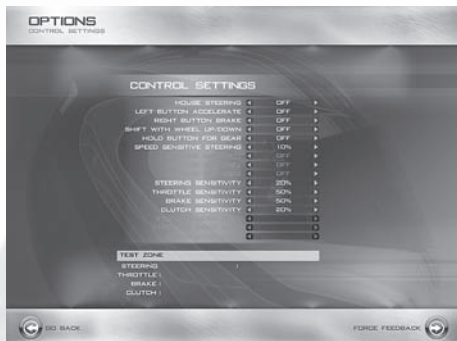 OPTIONS
CONTROL SETTINGS
CONTROL SETTINGS
MOUSE STEERING OFF
LEFT BUTTON ACCELERATE OFF
RIGHT BUTTON BRAKE OFF
SHIFT WITH WHEEL UP/DOWN OFF
HOLD BUTTON FOR GEAR OFF
SPEED SENSITIVE STEERING 10%
OFF
OFF
OFF
STEERING SENSITIVITY 20%
THROTTLE SENSITIVITY 50%
BRAKE SENSITIVITY 50%
CLUTCH SENSITIVITY 20%
TEST ZONE
STEERING :
THROTTLE :
BRAKE :
CLUTCH :
GO BACK
FORCE FEEDBACK